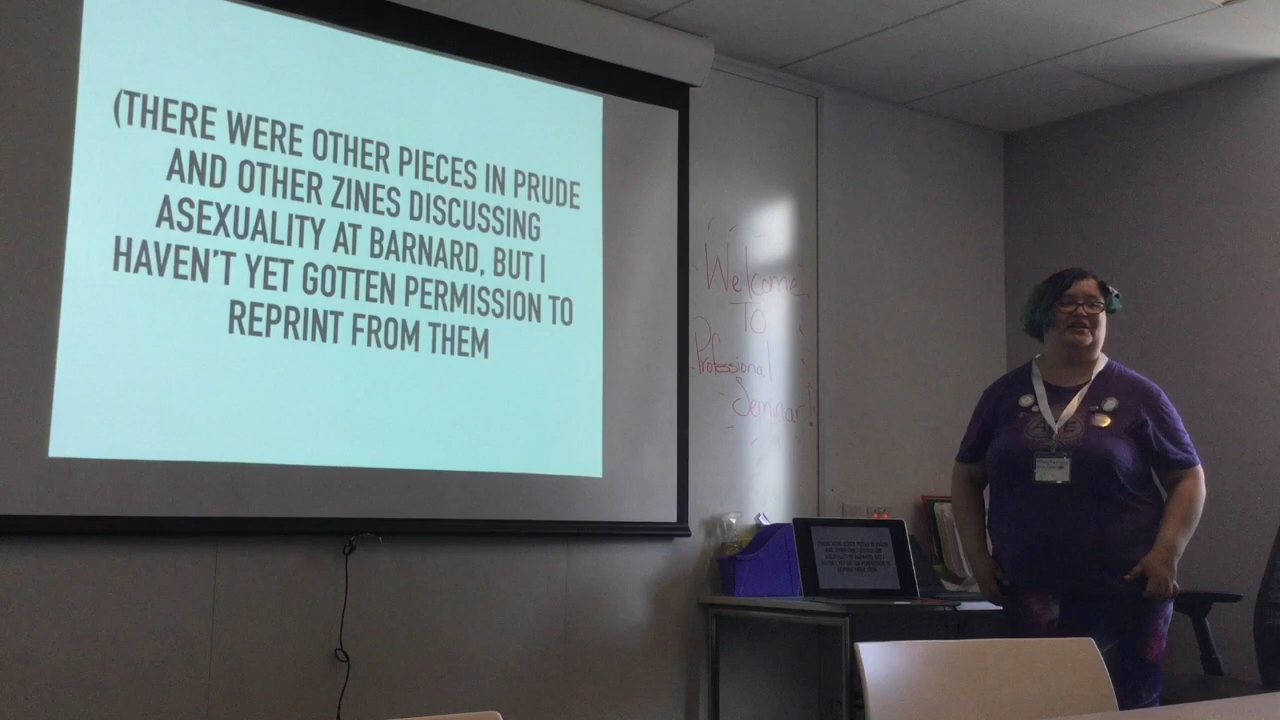 (THERE WERE OTHER PIECES IN PRUDE
AND OTHER ZINES DISCUSSING
ASEXUALITY AT BARNARD, BUT I
HAVEN'T YET GOTTEN PERMISSION TO
REPRINT FROM THEM
Welcome
TO
Professional
Seminar!!